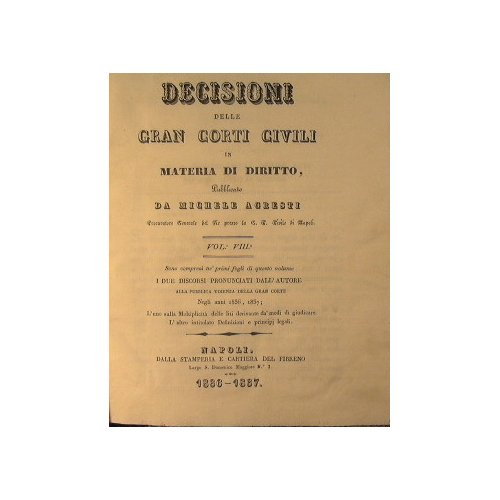 DECISIONI
DELLE
GRAN CORTI CIVILI
IN
MATERIA DI DIRITTO,
Pubblicate
DA MICHELE AGRESTI
Procuratore Generale del Re presso la G. C. Civile di Napoli.
VOL. VIII.
Sono compresi ne' primi fogli di questo volume
I DUE DISCORSI PRONUNCIATI DALL'AUTORE
ALLA PUBBLICA UDIENZA DELLA GRAN CORTE
Negli anni 1836, 1837;
L'uno sulla Moltiplicità delle liti derivante da' modi di giudicare
L'altro intitolato Definizioni e principj legali.
NAPOLI,
DALLA STAMPERIA E CARTIERA DEL FIBRENO
Largo S. Domenico Maggiore N.° 3
1836-1837.